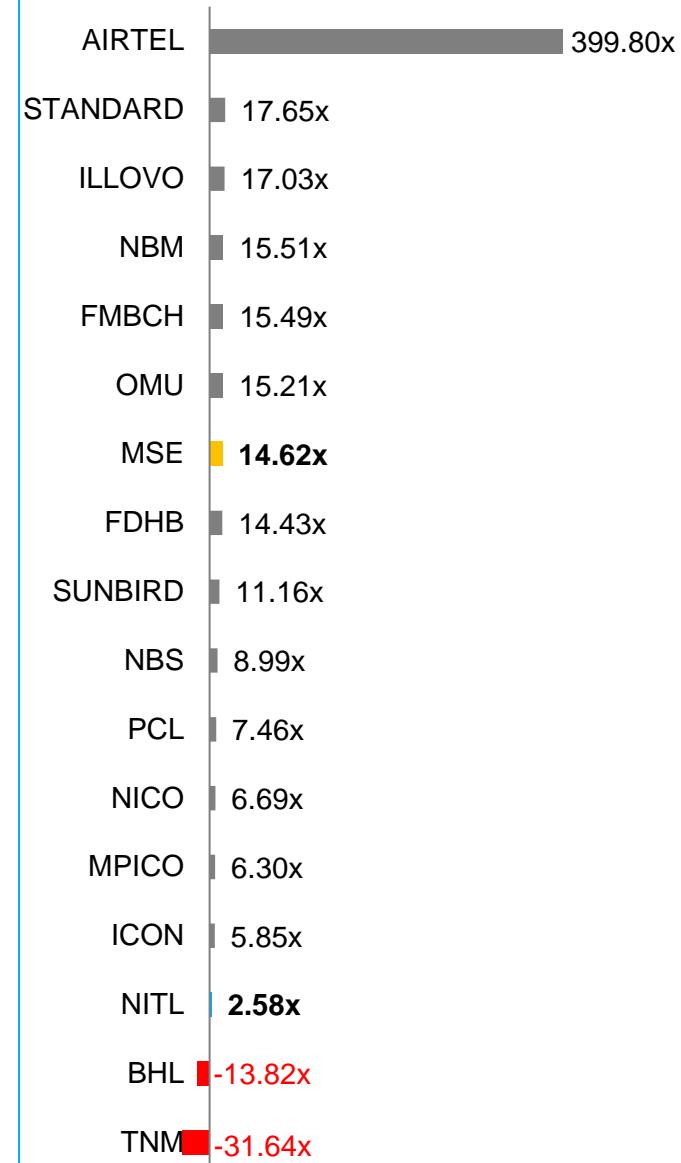 AIRTEL 399.80x
STANDARD 17.65x
ILLOVO 17.03x
NBM 15.51x
FMBCH 15.49x
OMU 15.21x
MSE 14.62x
FDHB 14.43x
SUNBIRD 11.16x
NBS 8.99x
PCL 7.46x
NICO 6.69x
MPICO 6.30x
ICON 5.85x
NITL 2.58x
BHL -13.82x
TNM -31.64x